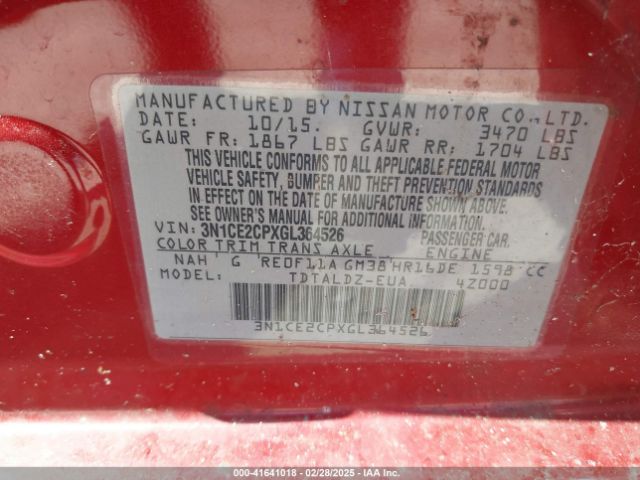 MANUFACTURED BY NISSAN MOTOR CO., LTD.
DATE: 10/15. GVWR: 3470 LBS
GAWR FR: 1867 LBS GAWR RR: 1704 LBS
THIS VEHICLE CONFORMS TO ALL APPLICABLE FEDERAL MOTOR
VEHICLE SAFETY, BUMPER AND THEFT PREVENTION STANDARDS
IN EFFECT ON THE DATE OF MANUFACTURE SHOWN ABOVE.
SEE OWNER'S MANUAL FOR ADDITIONAL INFORMATION.
VIN: 3N1CE2CPXGL364526 PASSENGER CAR.
COLOR TRIM TRANS AXLE ENGINE
NAH G RE0F11A GM38 HR16DE 1598 CC
MODEL: TDTALDZ-EUA 4Z000
3N1CE2CPXGL364526
00-41641018 - 02/28/2025 - IAA Inc.